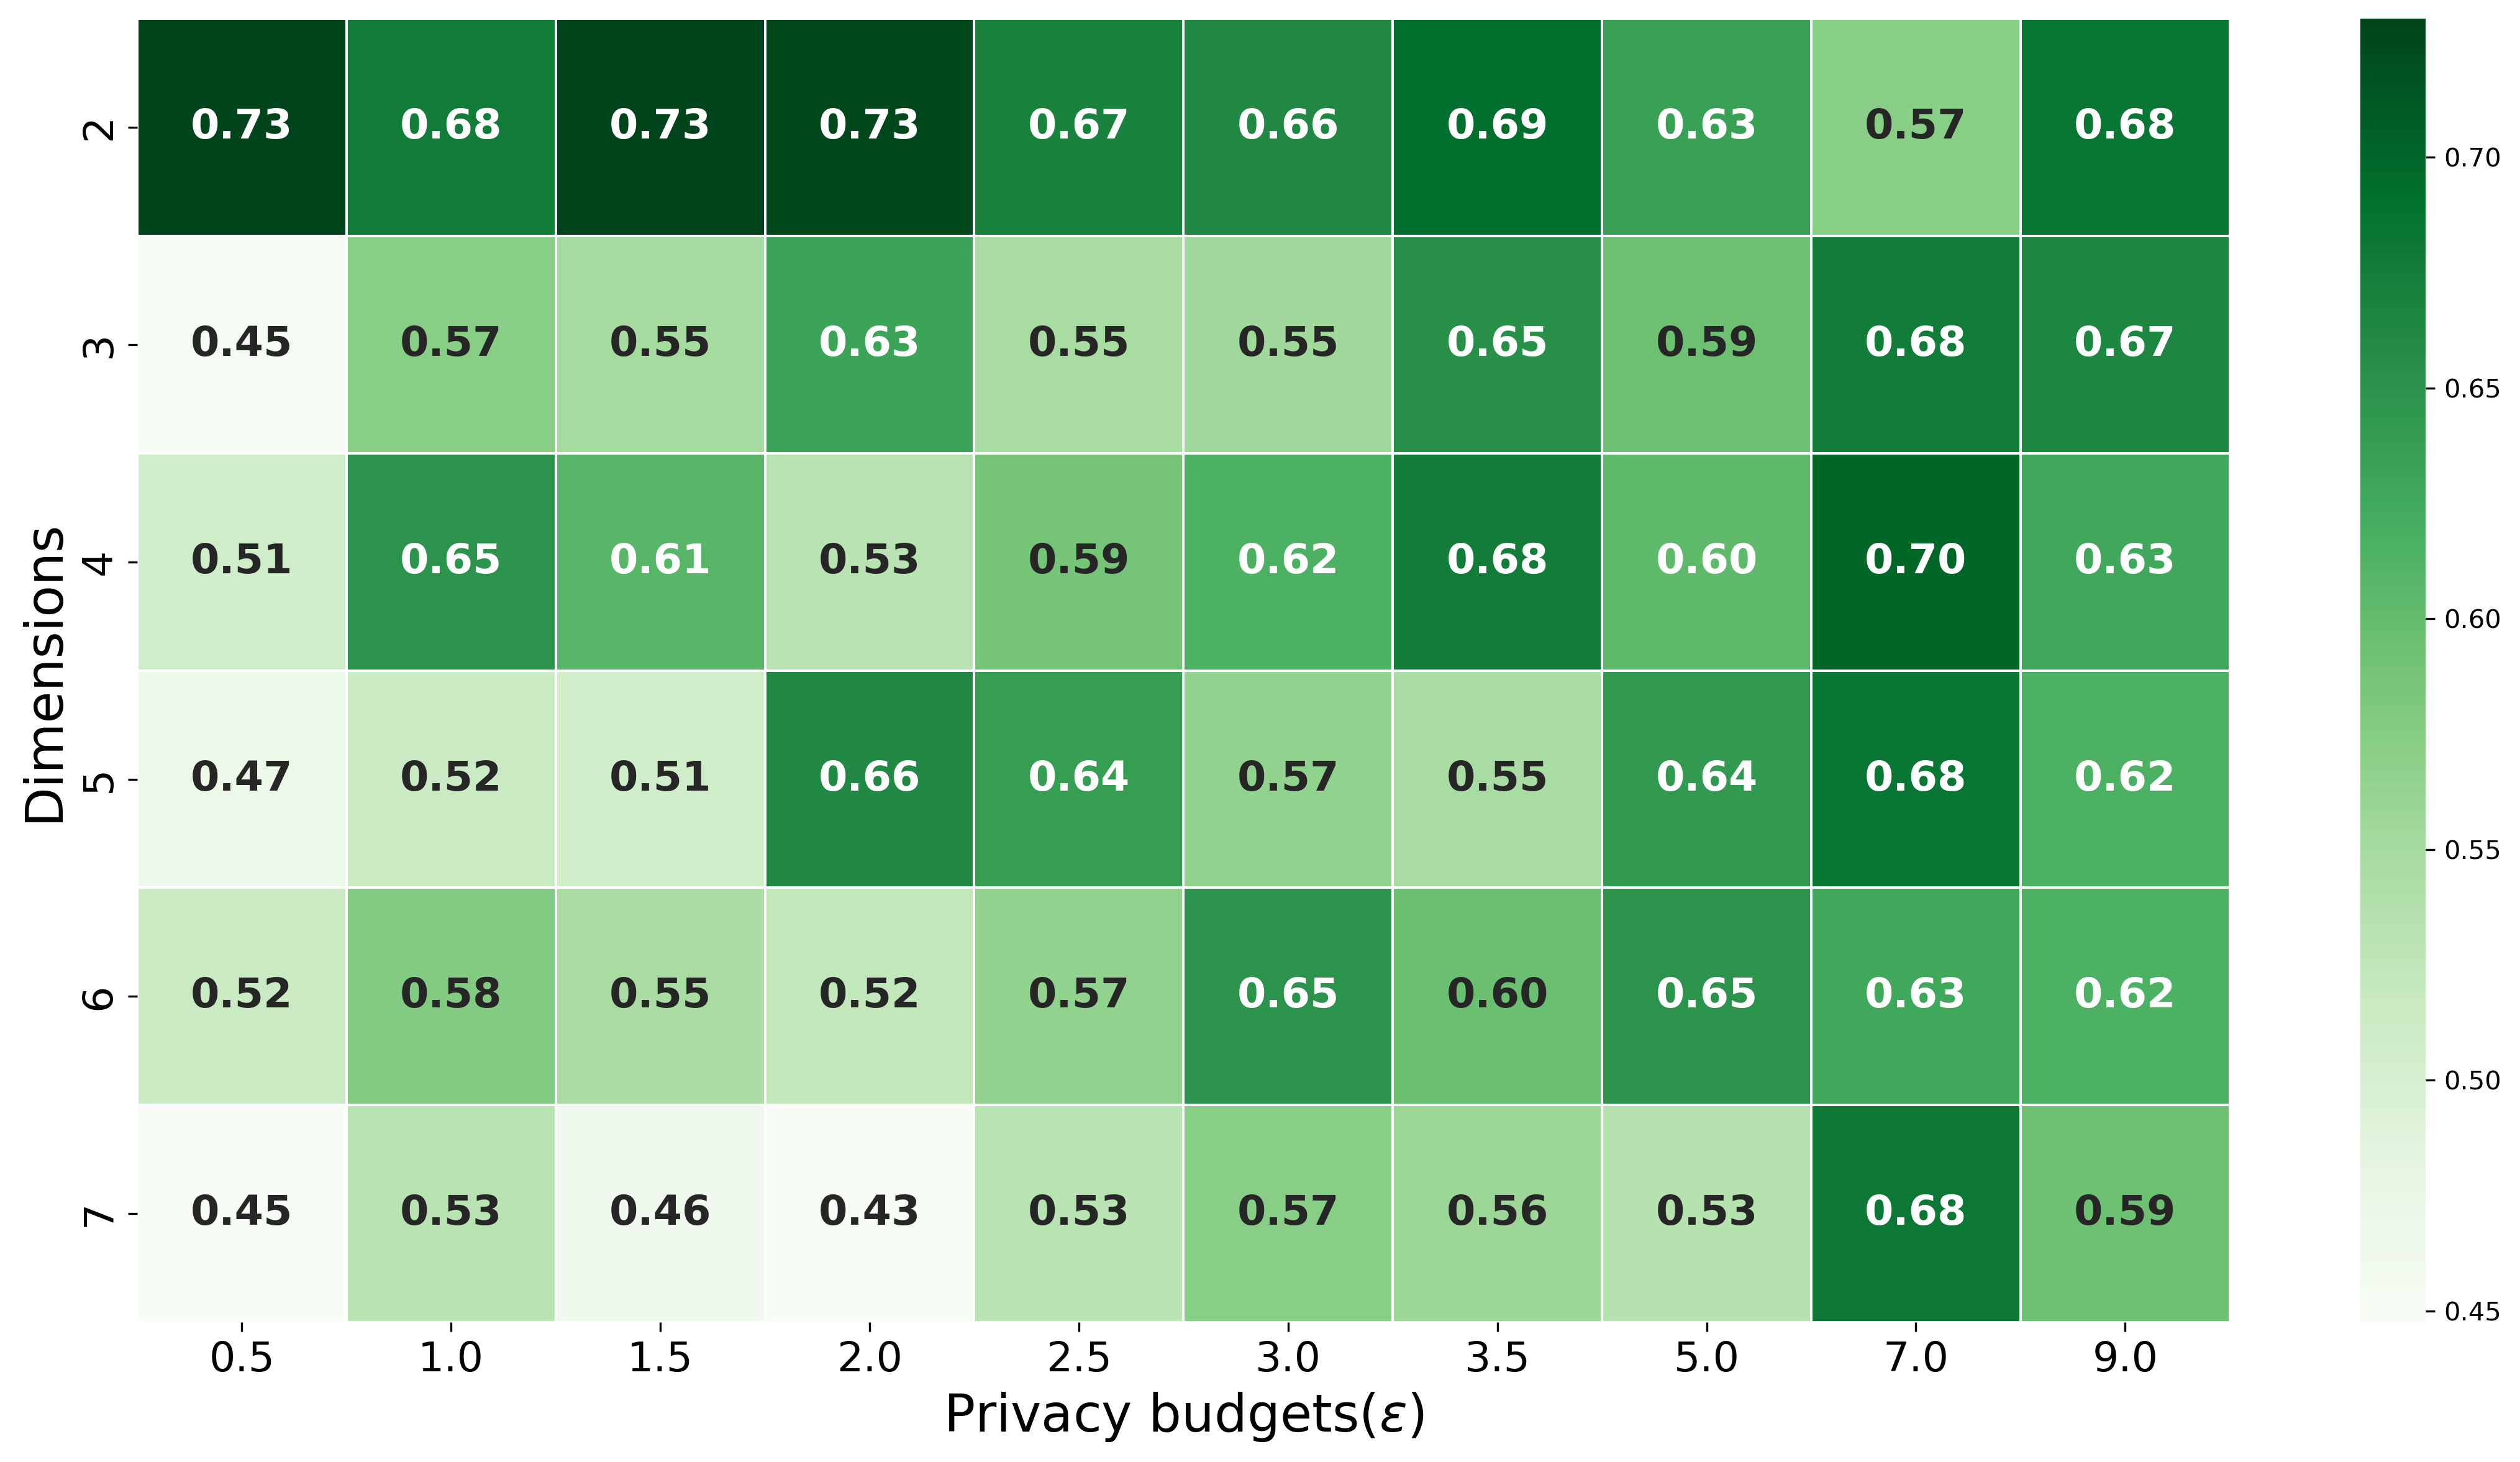 2 0.73 0.68 0.73 0.73 0.67 0.66 0.69 0.63 0.57 0.68
3 0.45 0.57 0.55 0.63 0.55 0.55 0.65 0.59 0.68 0.67
4 0.51 0.65 0.61 0.53 0.59 0.62 0.68 0.60 0.70 0.63
5 0.47 0.52 0.51 0.66 0.64 0.57 0.55 0.64 0.68 0.62
6 0.52 0.58 0.55 0.52 0.57 0.65 0.60 0.65 0.63 0.62
7 0.45 0.53 0.46 0.43 0.53 0.57 0.56 0.53 0.68 0.59
0.5 1.0 1.5 2.0 2.5 3.0 3.5 5.0 7.0 9.0
Privacy budgets(ε)
Dimensions
0.70
0.65
0.60
0.55
0.50
0.45